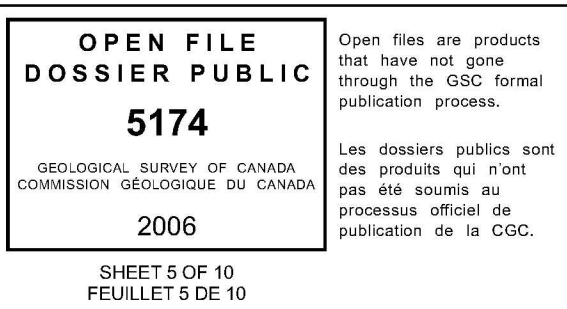 OPEN FILE
DOSSIER PUBLIC
5174
GEOLOGICAL SURVEY OF CANADA
COMMISSION GÉOLOGIQUE DU CANADA
2006
SHEET 5 OF 10
FEUILLET 5 DE 10
Open files are products
that have not gone
through the GSC formal
publication process.
Les dossiers publics sont
des produits qui n'ont
pas été soumis au
processus officiel de
publication de la CGC.